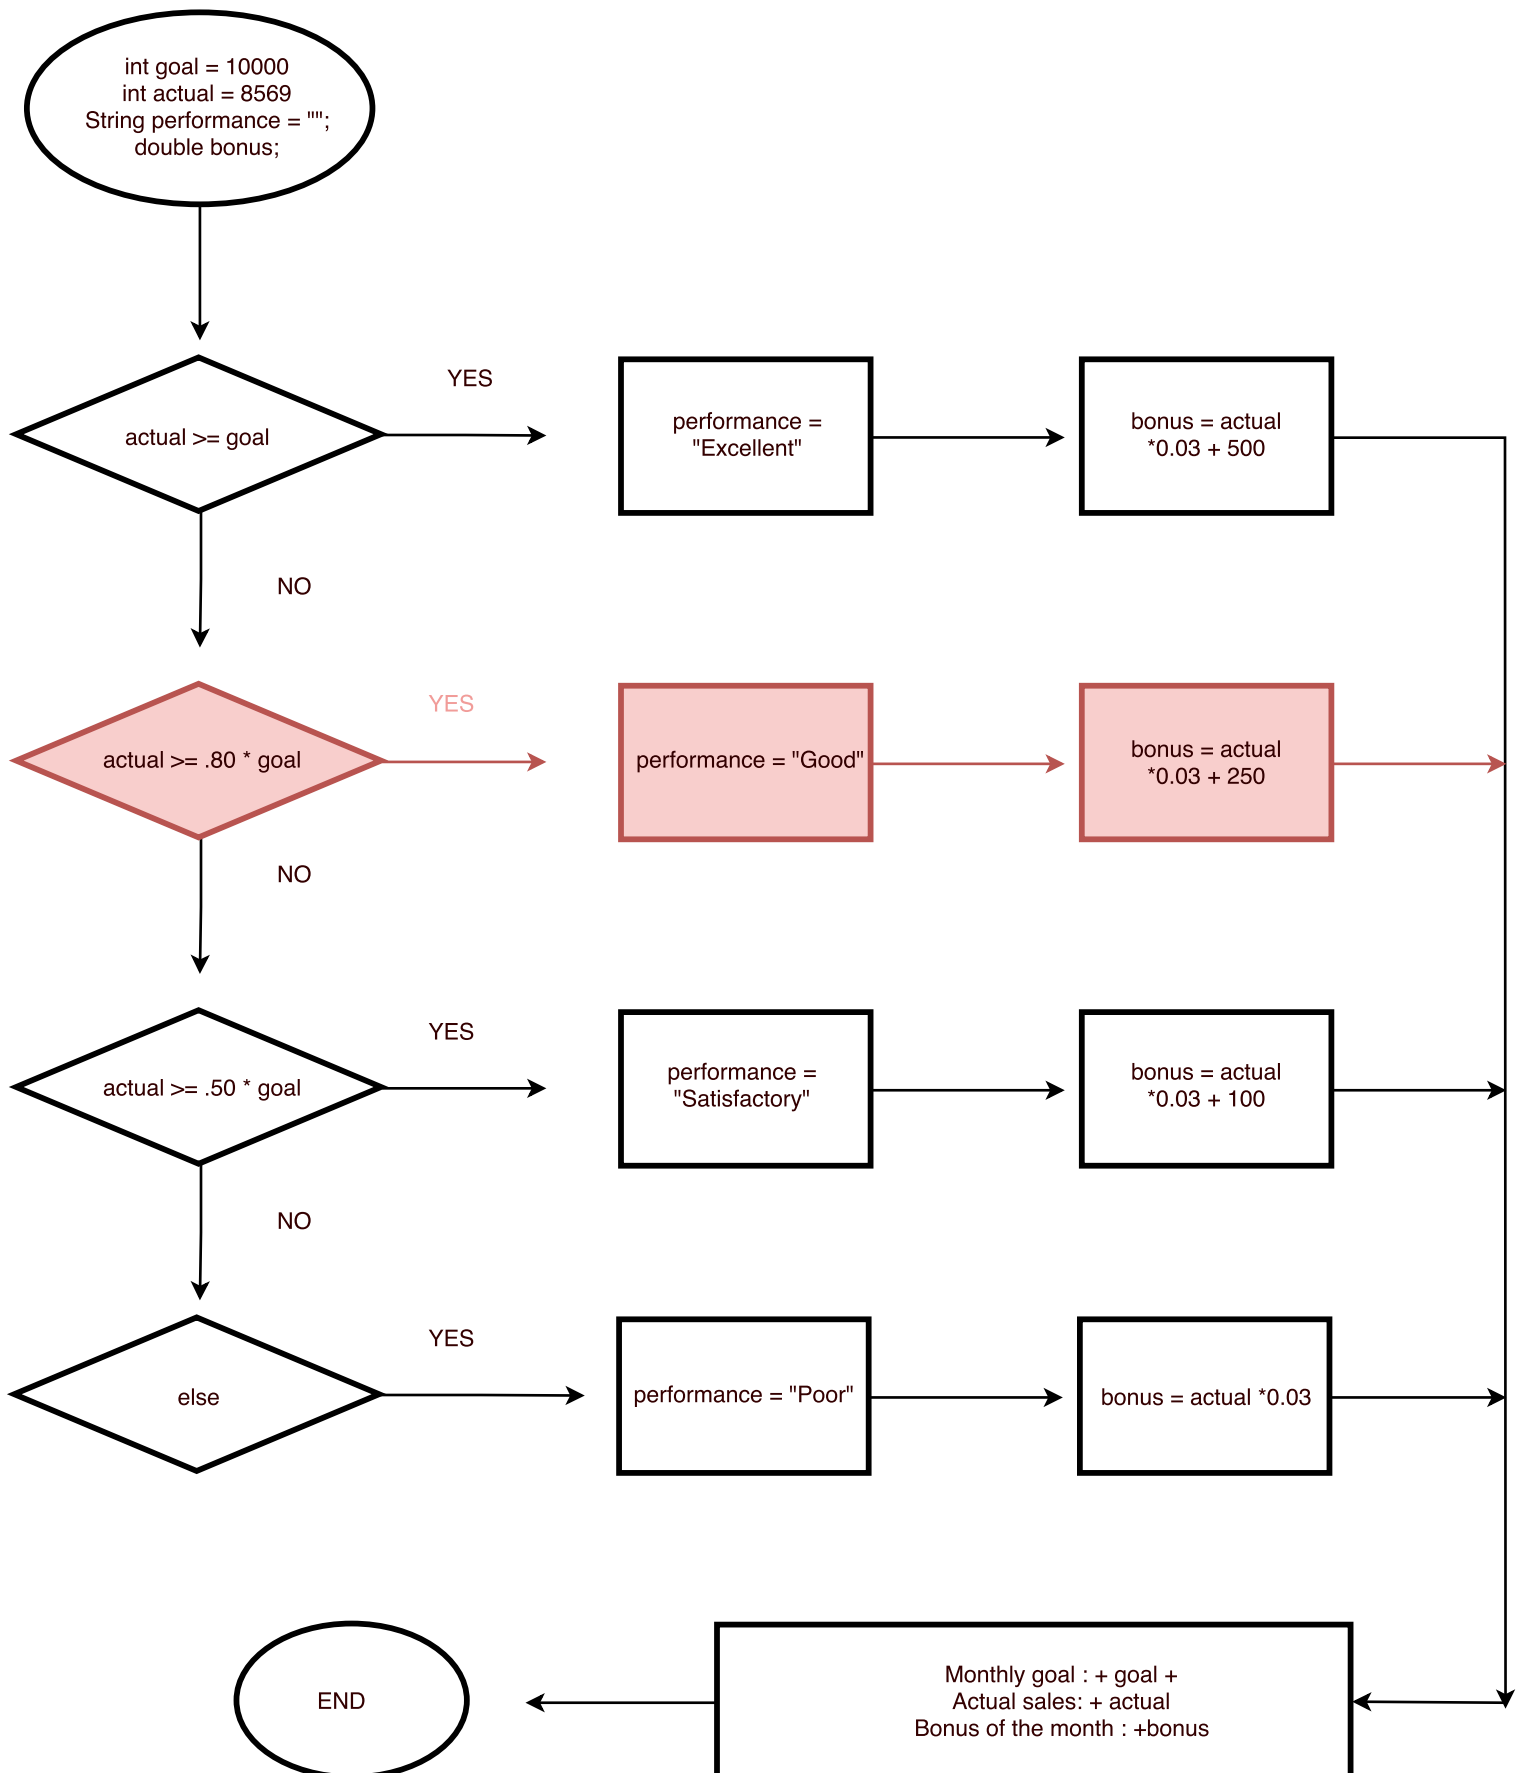 int goal = 10000
int actual = 8569
String performance = "";
double bonus;
actual >= goal
YES
performance =
"Excellent"
bonus = actual
*0.03 + 500
NO
actual >= .80 * goal
YES
performance = "Good"
bonus = actual
*0.03 + 250
NO
actual >= .50 * goal
YES
performance =
"Satisfactory"
bonus = actual
*0.03 + 100
NO
else
YES
performance = "Poor"
bonus = actual *0.03
END
Monthly goal : + goal +
Actual sales: + actual
Bonus of the month : +bonus